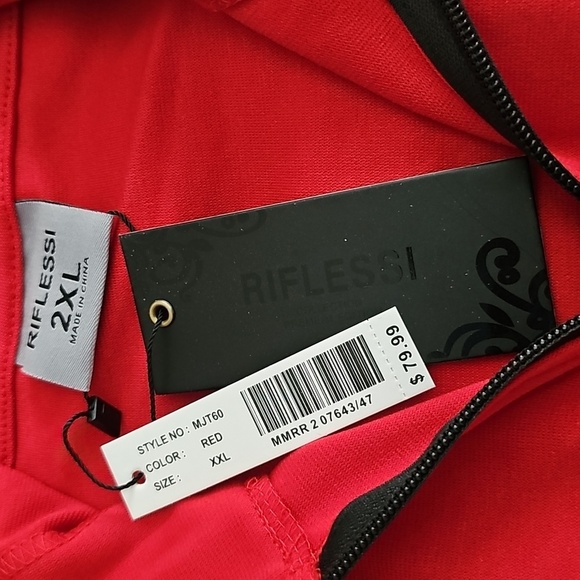 RIFLESSI
2XL
MADE IN CHINA
RIFLESSI
STYLE NO : MJT60
COLOR : RED
SIZE : XXL
MMRR 2 07643/47
$ 79.99